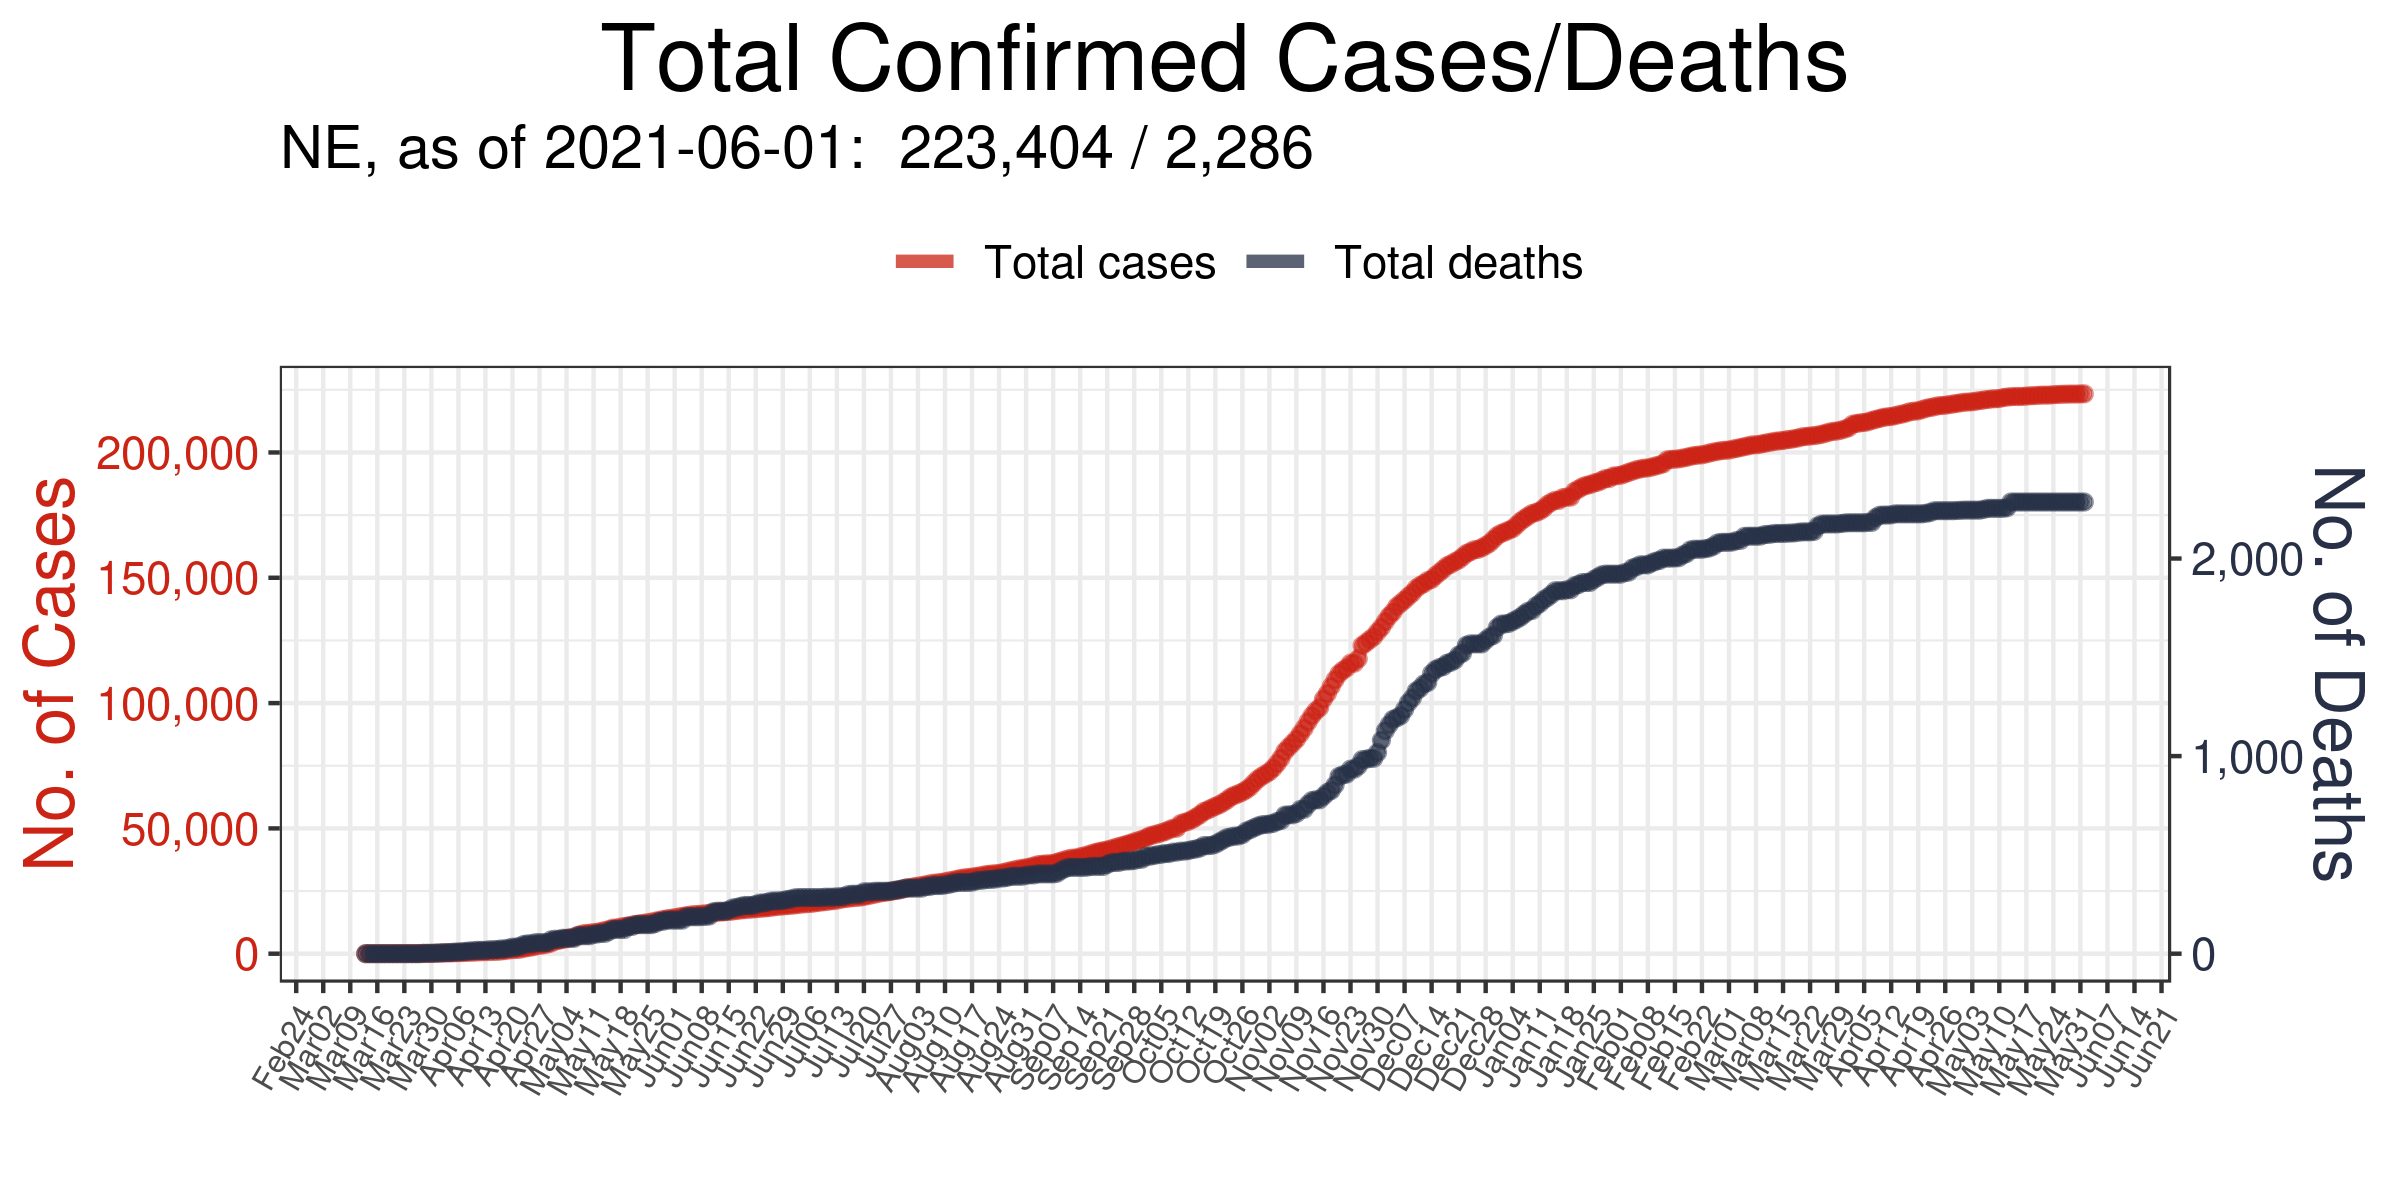 Total Confirmed Cases/Deaths
NE, as of 2021-06-01:  223,404 / 2,286
Total cases
Total deaths
No. of Cases
200,000
150,000
100,000
50,000
0
2,000
1,000
0
No. of Deaths
Feb24
Mar02
Mar09
Mar16
Mar23
Mar30
Apr06
Apr13
Apr20
Apr27
May04
May11
May18
May25
Jun01
Jun08
Jun15
Jun22
Jun29
Jul06
Jul13
Jul20
Jul27
Aug03
Aug10
Aug17
Aug24
Aug31
Sep07
Sep14
Sep21
Sep28
Oct05
Oct12
Oct19
Oct26
Nov02
Nov09
Nov16
Nov23
Nov30
Dec07
Dec14
Dec21
Dec28
Jan04
Jan11
Jan18
Jan25
Feb01
Feb08
Feb15
Feb22
Mar01
Mar08
Mar15
Mar22
Mar29
Apr05
Apr12
Apr19
Apr26
May03
May10
May17
May24
May31
Jun07
Jun14
Jun21